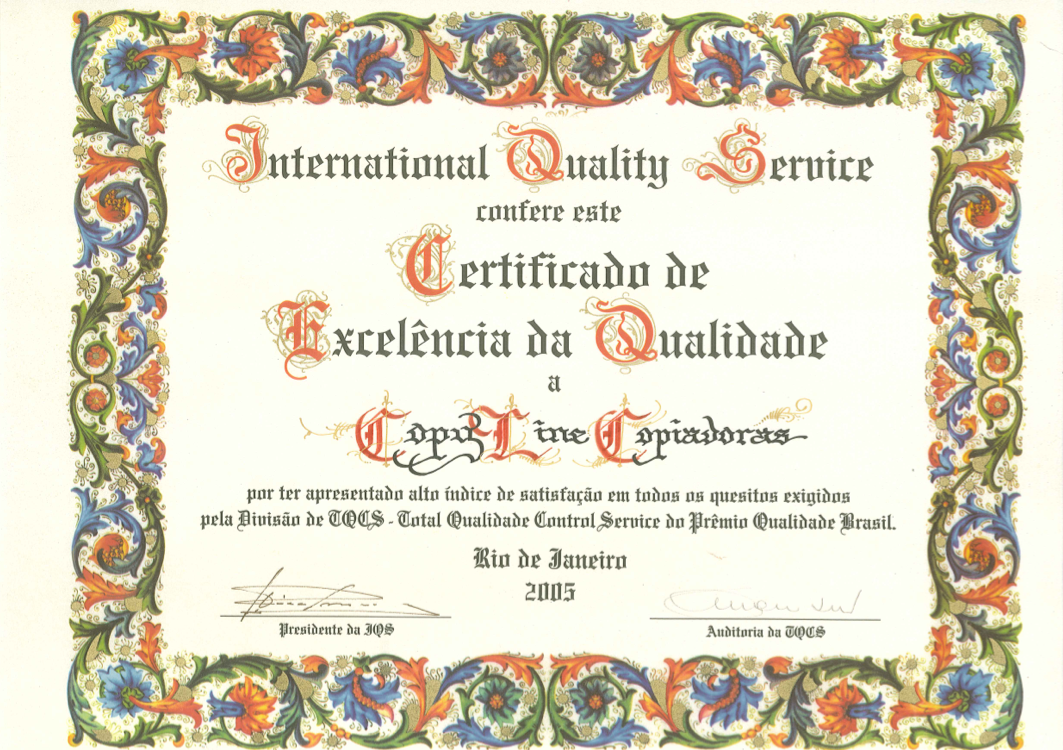 International Quality Service
confere este
Certificado de
Excelência da Qualidade
a
Copy Line Copiadoras
por ter apresentado alto índice de satisfação em todos os quesitos exigidos
pela Divisão de TQCS - Total Qualidade Control Service do Prêmio Qualidade Brasil.
Rio de Janeiro
2005
Presidente da IQS
Auditoria da TQCS